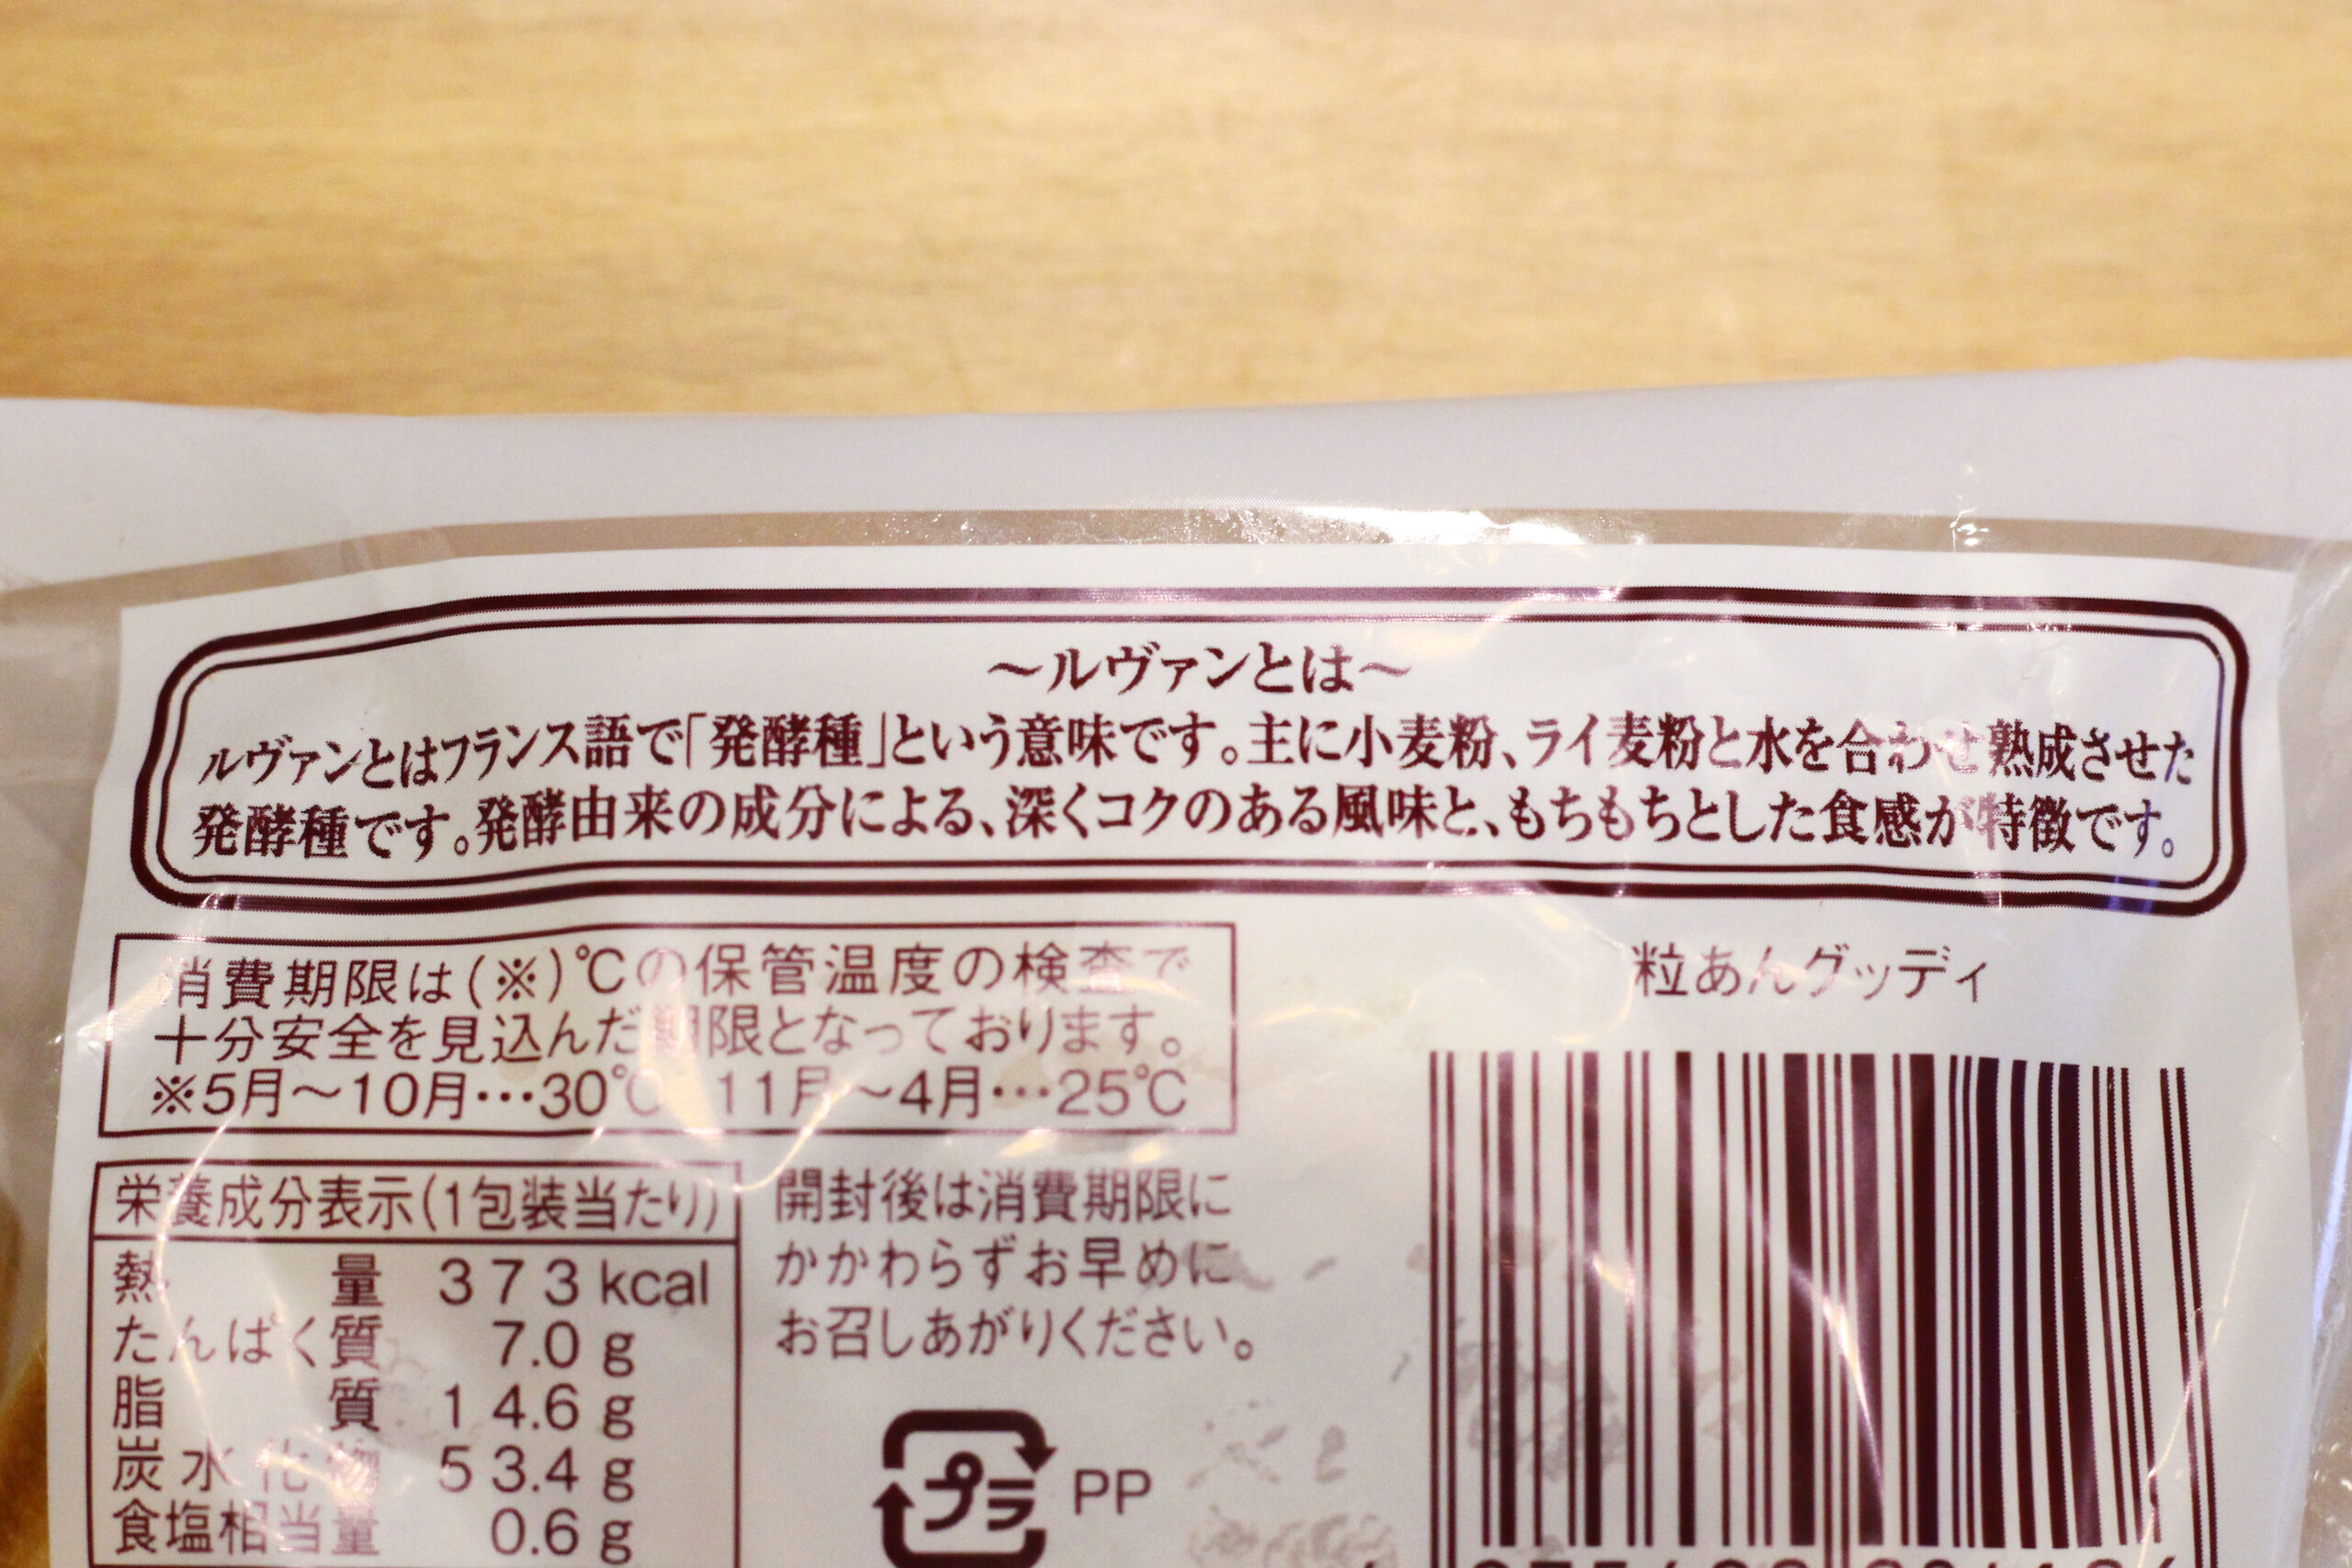 ～ルヴァンとは～
ルヴァンとはフランス語で「発酵種」という意味です。主に小麦粉、ライ麦粉と水を合わせ熟成させた
発酵種です。発酵由来の成分による、深くコクのある風味と、もちもちとした食感が特徴です。
消費期限は(※)℃の保管温度の検査で
十分安全を見込んだ期限となっております。
※5月～10月…30℃ 11月～4月…25℃
粒あんグッディ
栄養成分表示(1包装当たり)
熱量 373 kcal
たんぱく質 7.0 g
脂質 14.6 g
炭水化物 53.4 g
食塩相当量 0.6 g
開封後は消費期限に
かかわらずお早めに
お召しあがりください。
プラ PP